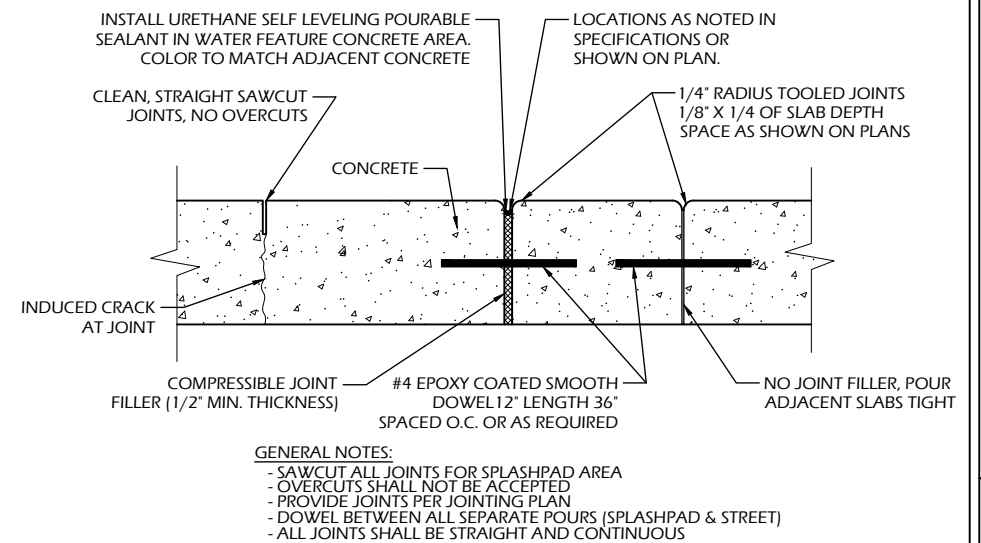 INSTALL URETHANE SELF LEVELING POURABLE
SEALANT IN WATER FEATURE CONCRETE AREA.
COLOR TO MATCH ADJACENT CONCRETE
LOCATIONS AS NOTED IN
SPECIFICATIONS OR
SHOWN ON PLAN.
CLEAN, STRAIGHT SAWCUT
JOINTS, NO OVERCUTS
1/4" RADIUS TOOLED JOINTS
1/8" X 1/4 OF SLAB DEPTH
SPACE AS SHOWN ON PLANS
CONCRETE
INDUCED CRACK
AT JOINT
COMPRESSIBLE JOINT
FILLER (1/2" MIN. THICKNESS)
#4 EPOXY COATED SMOOTH
DOWEL12" LENGTH 36"
SPACED O.C. OR AS REQUIRED
NO JOINT FILLER, POUR
ADJACENT SLABS TIGHT
GENERAL NOTES:
- SAWCUT ALL JOINTS FOR SPLASHPAD AREA
- OVERCUTS SHALL NOT BE ACCEPTED
- PROVIDE JOINTS PER JOINTING PLAN
- DOWEL BETWEEN ALL SEPARATE POURS (SPLASHPAD & STREET)
- ALL JOINTS SHALL BE STRAIGHT AND CONTINUOUS